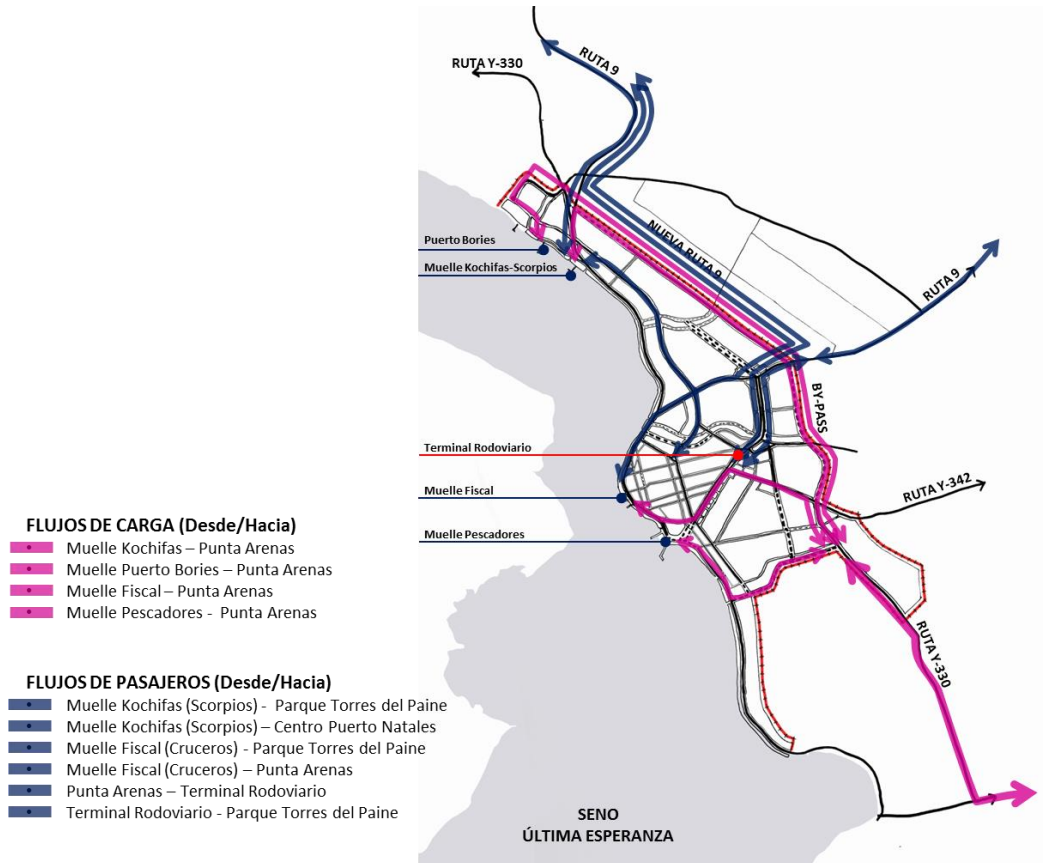 RUTA 9
RUTA Y-330
NUEVA RUTA 9
Puerto Bories
Muelle Kochifas-Scorpios
RUTA 9
BY-PASS
Terminal Rodoviario
Muelle Fiscal
RUTA Y-342
Muelle Pescadores
FLUJOS DE CARGA (Desde/Hacia)
Muelle Kochifas – Punta Arenas
Muelle Puerto Bories – Punta Arenas
Muelle Fiscal – Punta Arenas
Muelle Pescadores - Punta Arenas
RUTA Y-330
FLUJOS DE PASAJEROS (Desde/Hacia)
Muelle Kochifas (Scorpios) - Parque Torres del Paine
Muelle Kochifas (Scorpios) – Centro Puerto Natales
Muelle Fiscal (Cruceros) - Parque Torres del Paine
Muelle Fiscal (Cruceros) – Punta Arenas
Punta Arenas – Terminal Rodoviario
Terminal Rodoviario - Parque Torres del Paine
SENO
ÚLTIMA ESPERANZA